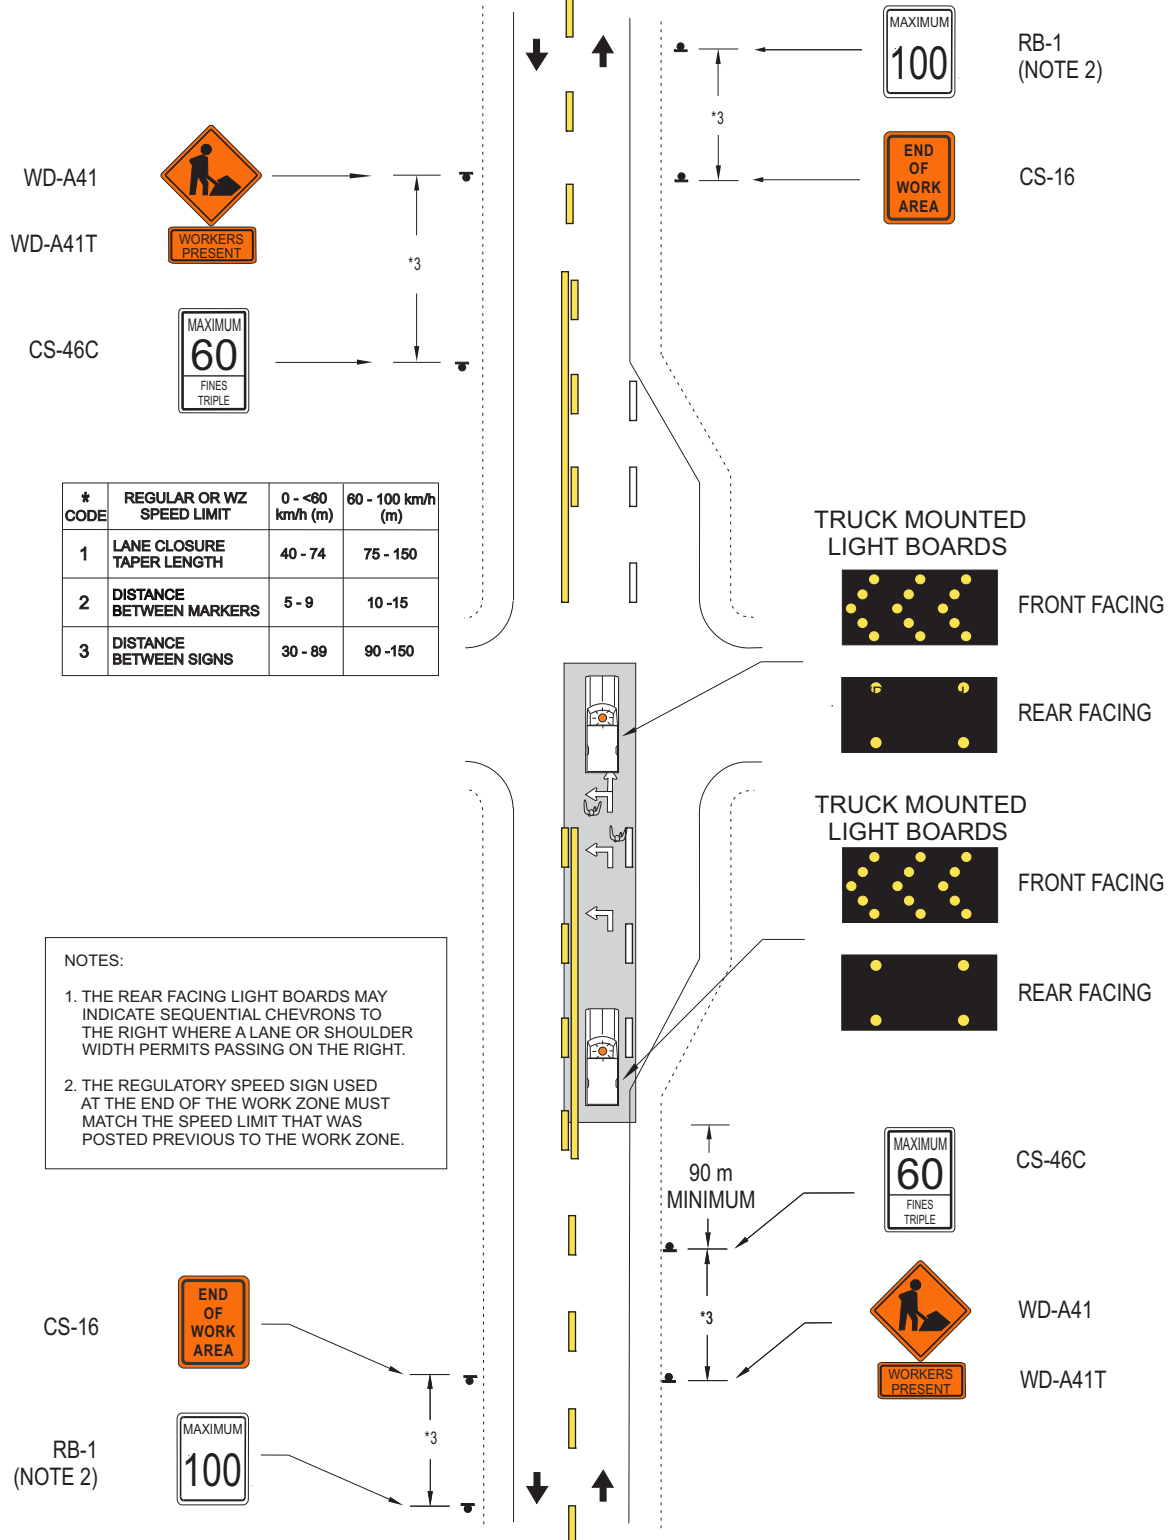 MAXIMUM
100
RB-1
(NOTE 2)
*3
END
OF
WORK
AREA
CS-16
WD-A41
WD-A41T
WORKERS
PRESENT
*3
CS-46C
MAXIMUM
60
FINES
TRIPLE
* CODE REGULAR OR WZ SPEED LIMIT 0 - <60 km/h (m) 60 - 100 km/h (m)
1 LANE CLOSURE TAPER LENGTH 40 - 74 75 - 150
2 DISTANCE BETWEEN MARKERS 5 - 9 10 -15
3 DISTANCE BETWEEN SIGNS 30 - 89 90 -150
TRUCK MOUNTED
LIGHT BOARDS
FRONT FACING
REAR FACING
TRUCK MOUNTED
LIGHT BOARDS
FRONT FACING
REAR FACING
NOTES:
1. THE REAR FACING LIGHT BOARDS MAY
INDICATE SEQUENTIAL CHEVRONS TO
THE RIGHT WHERE A LANE OR SHOULDER
WIDTH PERMITS PASSING ON THE RIGHT.
2. THE REGULATORY SPEED SIGN USED
AT THE END OF THE WORK ZONE MUST
MATCH THE SPEED LIMIT THAT WAS
POSTED PREVIOUS TO THE WORK ZONE.
90 m
MINIMUM
MAXIMUM
60
FINES
TRIPLE
CS-46C
*3
WD-A41
WORKERS
PRESENT
WD-A41T
CS-16
END
OF
WORK
AREA
*3
RB-1
(NOTE 2)
MAXIMUM
100